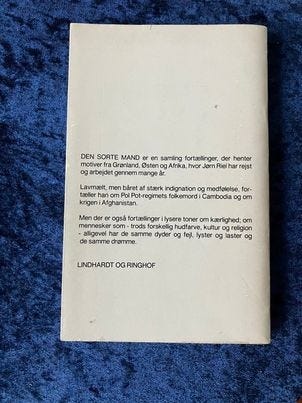 DEN SORTE MAND er en samling fortællinger, der henter
motiver fra Grønland, Østen og Afrika, hvor Jørn Riel har rejst
og arbejdet gennem mange år.
Lavmælt, men båret af stærk indignation og medfølelse, for-
tæller han om Pol Pot-regimets folkemord i Cambodia og om
krigen i Afghanistan.
Men der er også fortællinger i lysere toner om kærlighed; om
mennesker som - trods forskellig hudfarve, kultur og religion
- alligevel har de samme dyder og fejl, lyster og laster og
de samme drømme.
LINDHARDT OG RINGHOF